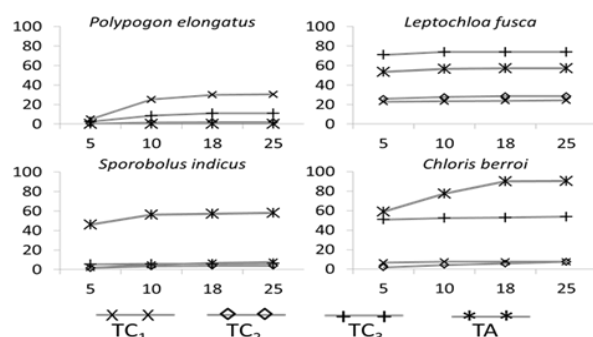 Polypogon elongatus Leptochloa fusca
100 100
80 80
60 60
40 40
20 20
0 0
5 10 18 25 5 10 18 25
Sporobolus indicus Chloris berroi
100 100
80 80
60 60
40 40
20 20
0 0
5 10 18 25 5 10 18 25
TC₁ TC₂ TC₃ TA